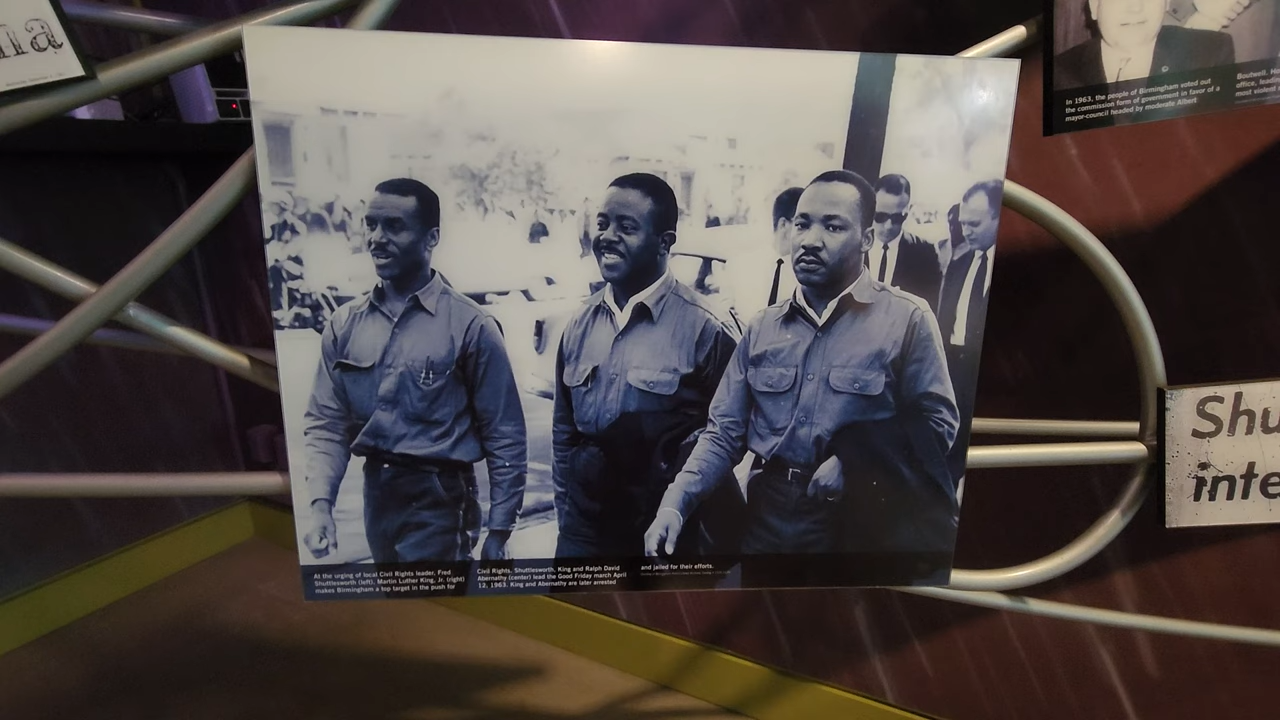 na
In 1963, the people of Birmingham voted out
the commission form of government in favor of a
mayor-council headed by moderate Albert
Boutwell. Ho
office, leading
most violent a
Shu
inte
At the urging of local Civil Rights leader, Fred
Shuttlesworth (left), Martin Luther King, Jr. (right)
makes Birmingham a top target in the push for
Civil Rights. Shuttlesworth, King and Ralph David
Abernathy (center) lead the Good Friday march April
12, 1963. King and Abernathy are later arrested
and jailed for their efforts.